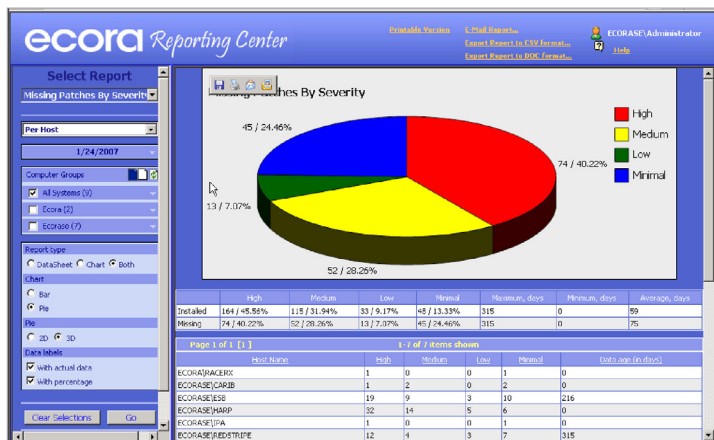 ecora Reporting Center
Printable Version
E-Mail Report...
Export Report to CSV format...
Export Report to DOC format...
ECORASE\Administrator
Help
Select Report
Missing Patches By Severity
Per Host
1/24/2007
Computer Groups
All Systems (9)
Ecora (2)
Ecorase (7)
Report type
DataSheet Chart Both
Chart
Bar
Pie
Pie
2D 3D
Data labels
With actual data
With percentage
Clear Selections Go
Missing Patches By Severity
45 / 24.46%
74 / 40.22%
13 / 7.07%
52 / 28.26%
High
Medium
Low
Minimal
High Medium Low Minimal Maximum, days Minimum, days Average, days
Installed 164 / 45.56% 115 / 31.94% 33 / 9.17% 48 / 13.33% 315 0 59
Missing 74 / 40.22% 52 / 28.26% 13 / 7.07% 45 / 24.46% 315 0 75
Page 1 of 1 [1] 1-7 of 7 items shown
Host Name High Medium Low Minimal Data age (in days)
ECORA\RACERX 1 0 0 1 0
ECORASE\CARIB 1 2 0 2 0
ECORASE\ESB 19 9 3 10 216
ECORASE\HARP 32 14 5 6 0
ECORASE\IPA 1 0 0 1 0
ECORASE\REDSTRIPE 12 4 3 7 315